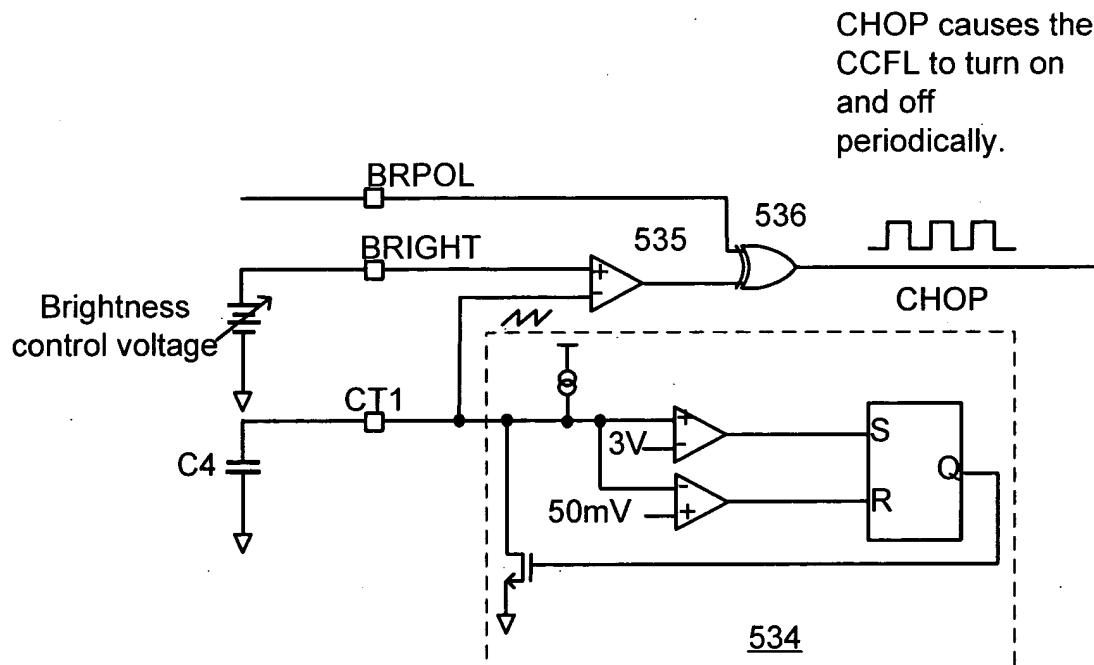 CHOP causes the
CCFL to turn on
and off
periodically.
BRPOL
536
BRIGHT
535
CHOP
Brightness
control voltage
CT1
C4
+
-
+
-
3V
S
Q
-
+
50mV
R
534